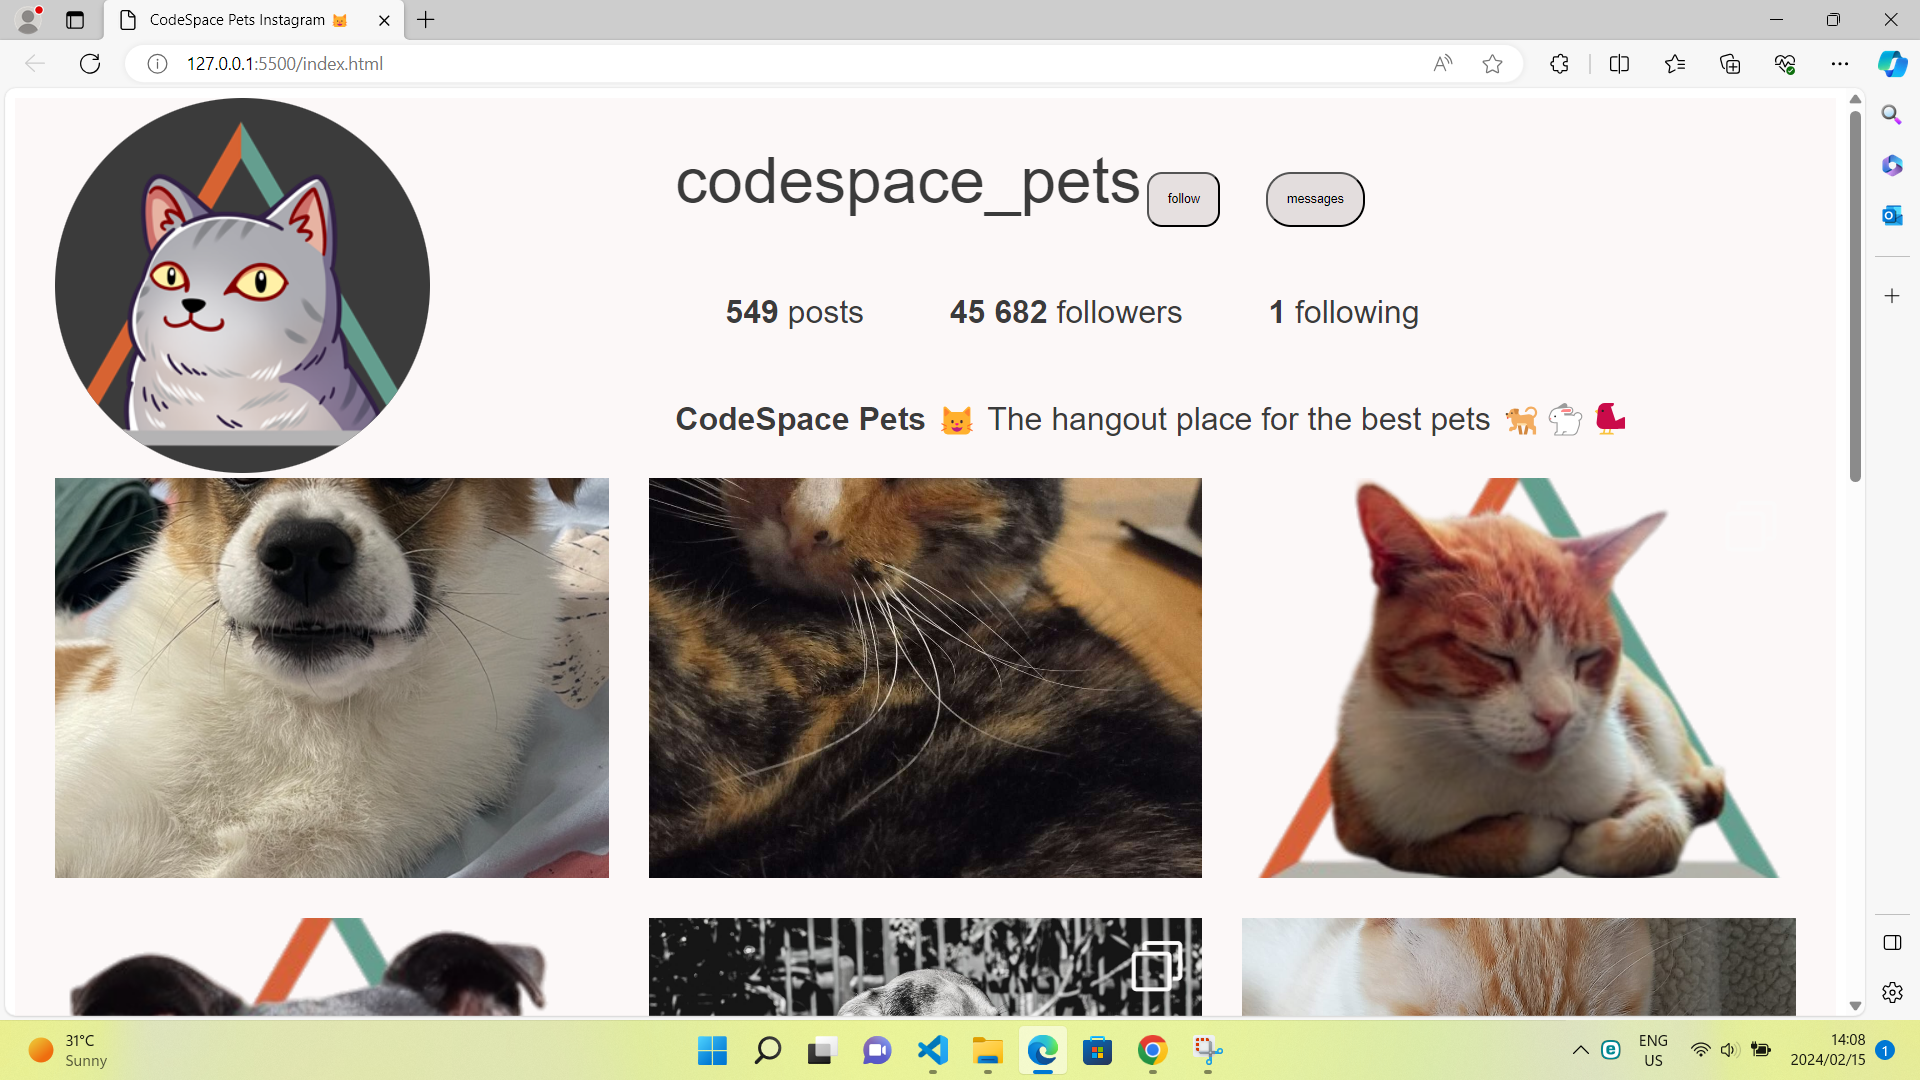 CodeSpace Pets Instagram 😺
127.0.0.1:5500/index.html
codespace_pets
follow
messages
549 posts
45 682 followers
1 following
CodeSpace Pets 😺 The hangout place for the best pets 🐈 🐇 🐦
31°C
Sunny
ENG
US
14:08
2024/02/15
1